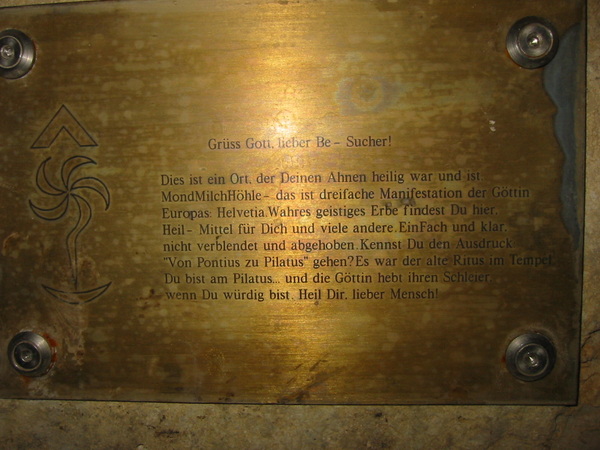 Grüss Gott, lieber Be- Sucher!
Dies ist ein Ort, der Deinen Ahnen heilig war und ist
MondMilchHöhle- das ist dreifache Manifestation der Göttin
Europas: Helvetia.Wahres geistiges Erbe findest Du hier.
Heil- Mittel für Dich und viele andere.EinFach und klar.
nicht verblendet und abgehoben.Kennst Du den Ausdruck
"Von Pontius zu Pilatus" gehen?Es war der alte Ritus im Tempel
Du bist am Pilatus... und die Göttin hebt ihren Schleier,
wenn Du würdig bist. Heil Dir, lieber Mensch!